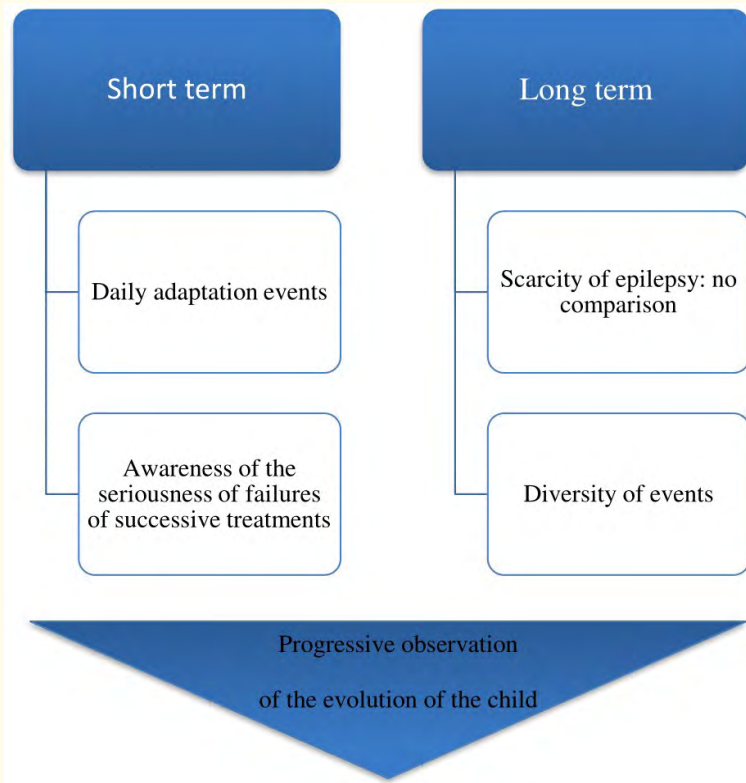 Short term
Daily adaptation events
Awareness of the
seriousness of failures
of successive treatments
Long term
Scarcity of epilepsy: no
comparison
Diversity of events
Progressive observation
of the evolution of the child